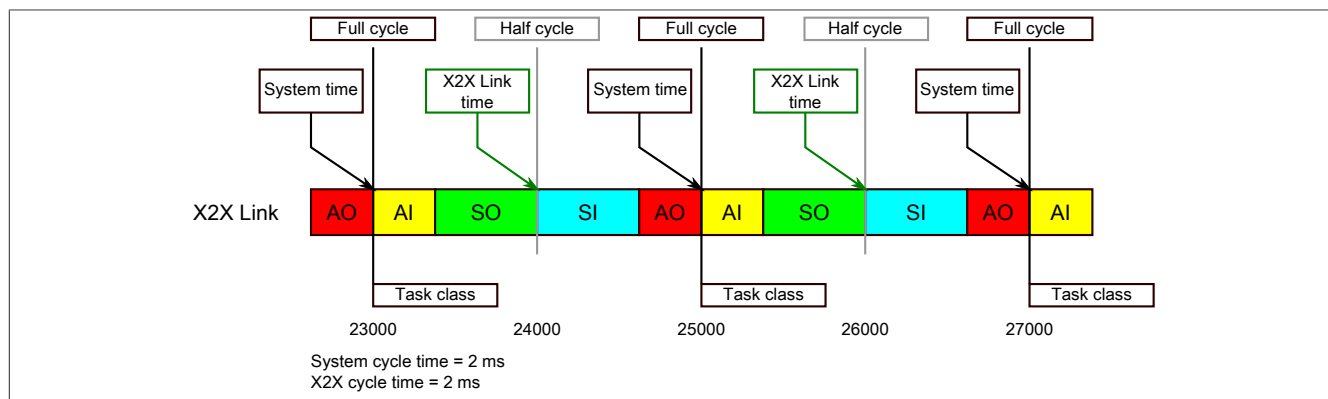 Full cycle
Half cycle
Full cycle
Half cycle
Full cycle
System time
X2X Link
time
System time
X2X Link
time
System time
X2X Link
AO
AI
SO
SI
AO
AI
SO
SI
AO
AI
Task class
Task class
Task class
23000
24000
25000
26000
27000
System cycle time = 2 ms
X2X cycle time = 2 ms